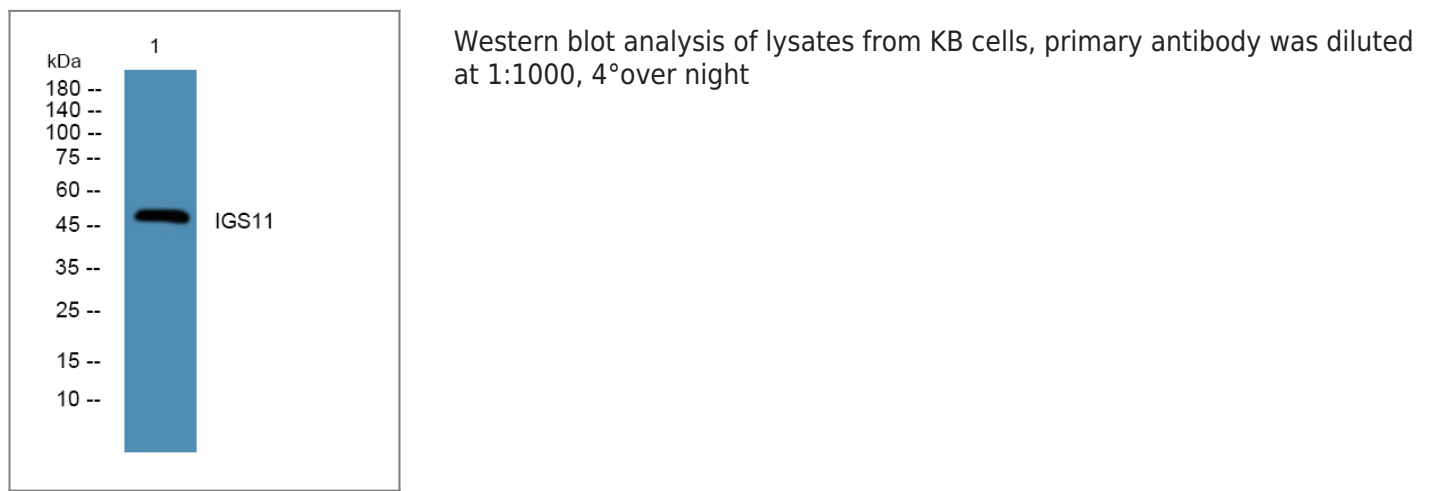 1
kDa
180 --
140 --
100 --
75 --
60 --
45 --
35 --
25 --
15 --
10 --
IGS11
Western blot analysis of lysates from KB cells, primary antibody was diluted
at 1:1000, 4°over night